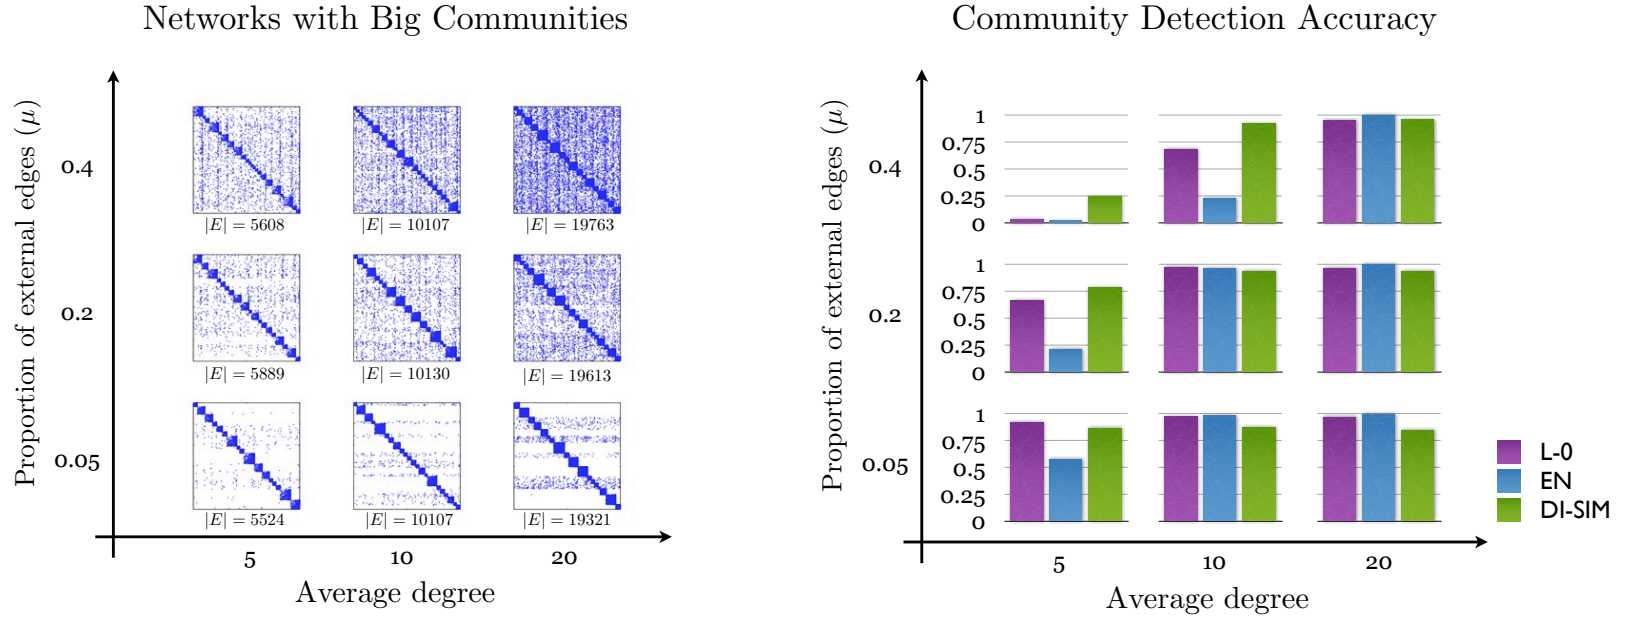 Networks with Big Communities
Proportion of external edges (μ)
0.4
|E| = 5608
|E| = 10107
|E| = 19763
0.2
|E| = 5889
|E| = 10130
|E| = 19613
0.05
|E| = 5524
|E| = 10107
|E| = 19321
5
10
20
Average degree
Community Detection Accuracy
Proportion of external edges (μ)
0.4
1
0.75
0.5
0.25
0
0.2
1
0.75
0.5
0.25
0
0.05
1
0.75
0.5
0.25
0
5
10
20
Average degree
L-0
EN
DI-SIM